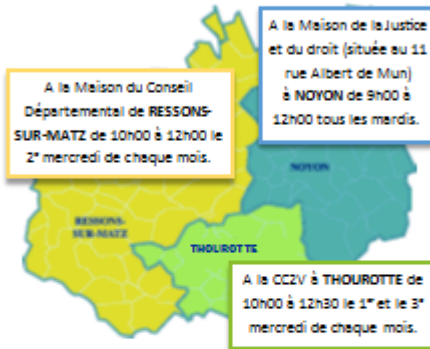 A la Maison de la Justice
et du droit (située au 11
rue Albert de Mun)
à NOYON de 9h00 à
12h00 tous les mardis.
A la Maison du Conseil
Départemental de RESSONS-
SUR-MATZ de 10h00 à 12h00 le
2e mercredi de chaque mois.
NOYON
RESSONS-
SUR-MATZ
THOUROTTE
A la CC2V à THOUROTTE de
10h00 à 12h30 le 1er et le 3e
mercredi de chaque mois.